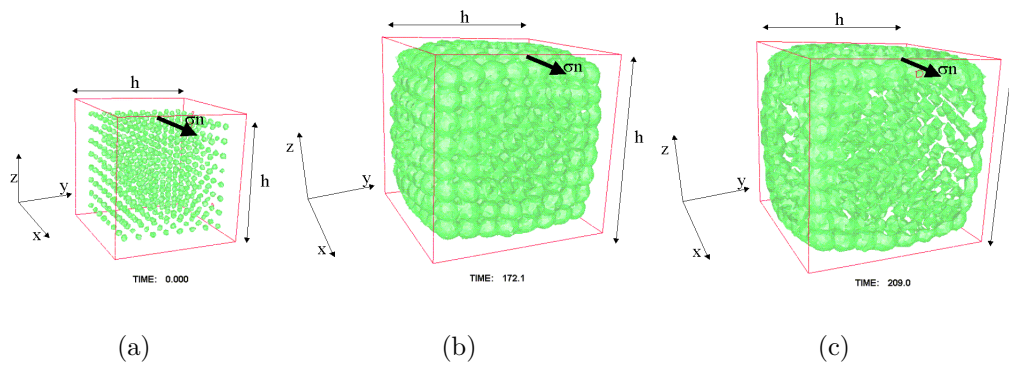 h
σn
h
z
y
x
TIME: 0.000
(a)
h
σn
h
z
y
x
TIME: 172.1
(b)
h
σn
z
y
x
TIME: 209.0
(c)